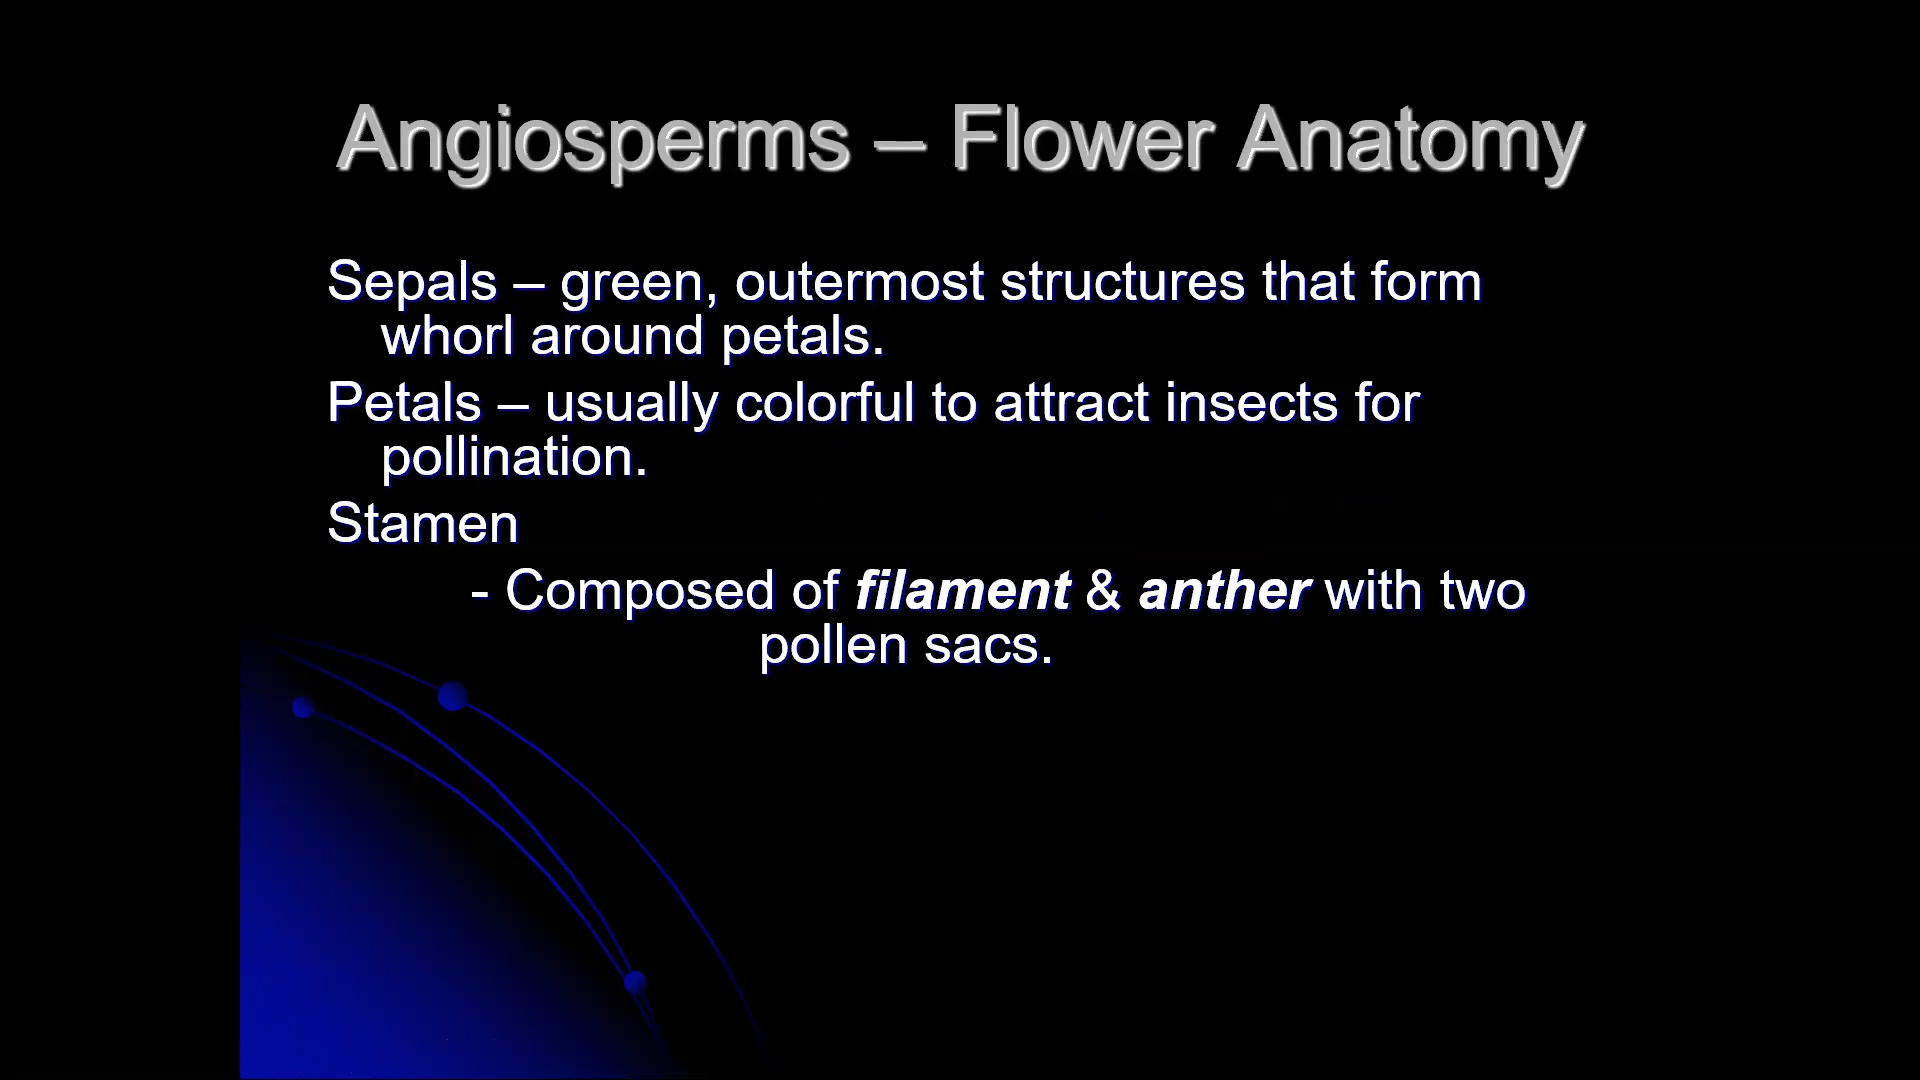 Angiosperms – Flower Anatomy
Sepals – green, outermost structures that form
whorl around petals.
Petals – usually colorful to attract insects for
pollination.
Stamen
- Composed of filament & anther with two
pollen sacs.